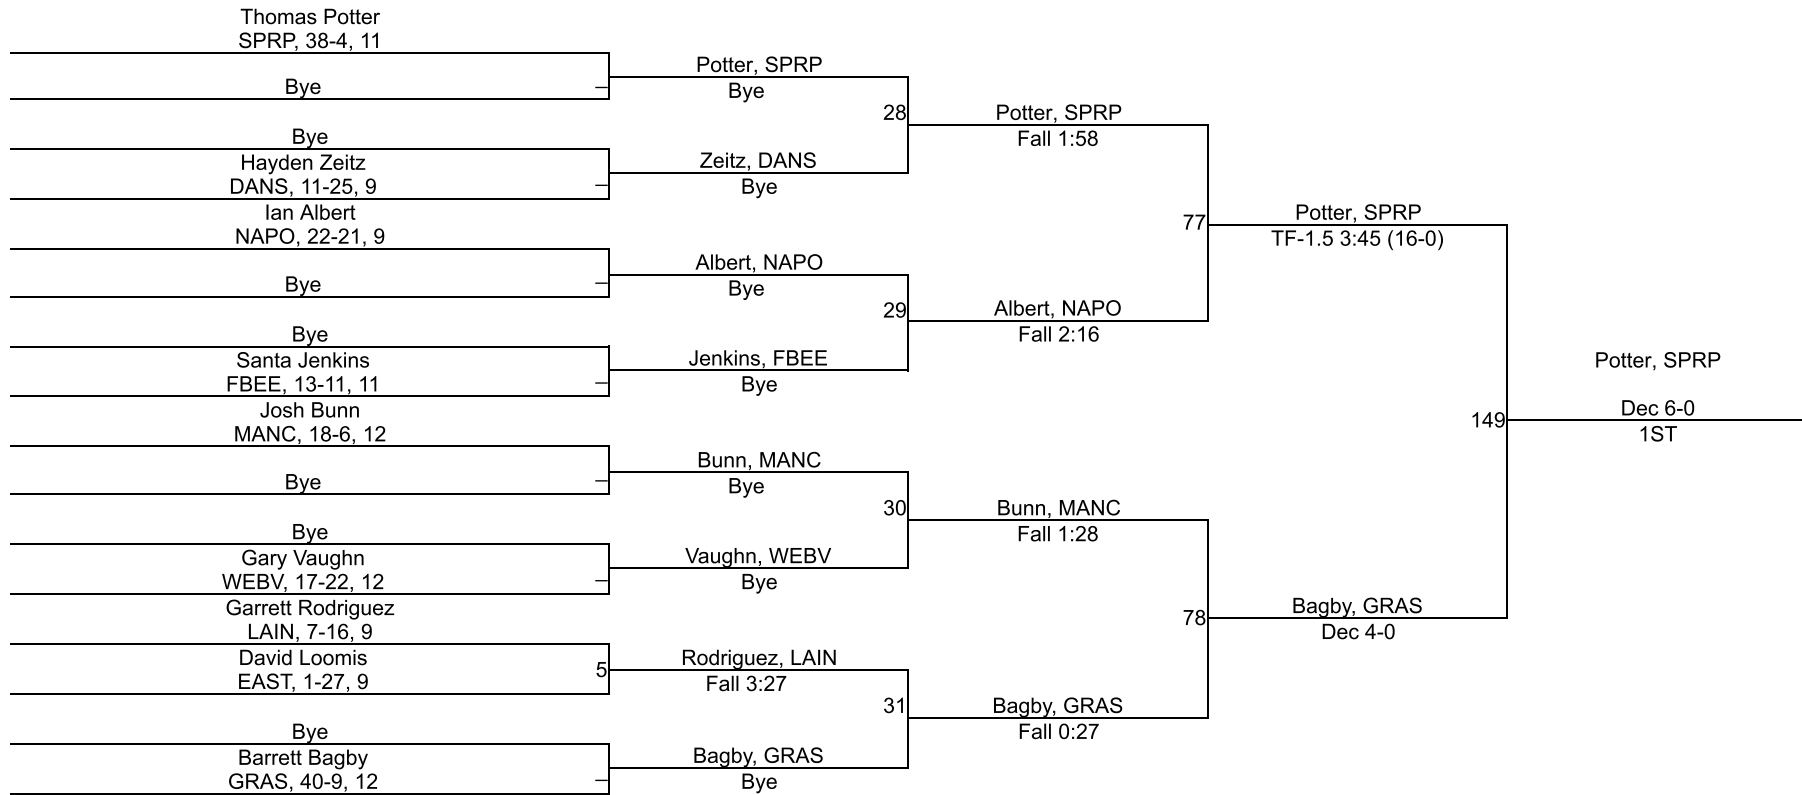 Thomas Potter
SPRP, 38-4, 11
Bye
–
Bye
Hayden Zeitz
DANS, 11-25, 9
–
Ian Albert
NAPO, 22-21, 9
Bye
–
Bye
Santa Jenkins
FBEE, 13-11, 11
–
Josh Bunn
MANC, 18-6, 12
Bye
–
Bye
Gary Vaughn
WEBV, 17-22, 12
–
Garrett Rodriguez
LAIN, 7-16, 9
David Loomis
EAST, 1-27, 9
5
Bye
Barrett Bagby
GRAS, 40-9, 12
–
Potter, SPRP
Bye
28
Zeitz, DANS
Bye
Albert, NAPO
Bye
29
Jenkins, FBEE
Bye
Bunn, MANC
Bye
30
Vaughn, WEBV
Bye
Rodriguez, LAIN
Fall 3:27
31
Bagby, GRAS
Bye
Potter, SPRP
Fall 1:58
77
Albert, NAPO
Fall 2:16
Bunn, MANC
Fall 1:28
78
Bagby, GRAS
Fall 0:27
Potter, SPRP
TF-1.5 3:45 (16-0)
149
Bagby, GRAS
Dec 4-0
Potter, SPRP
Dec 6-0
1ST